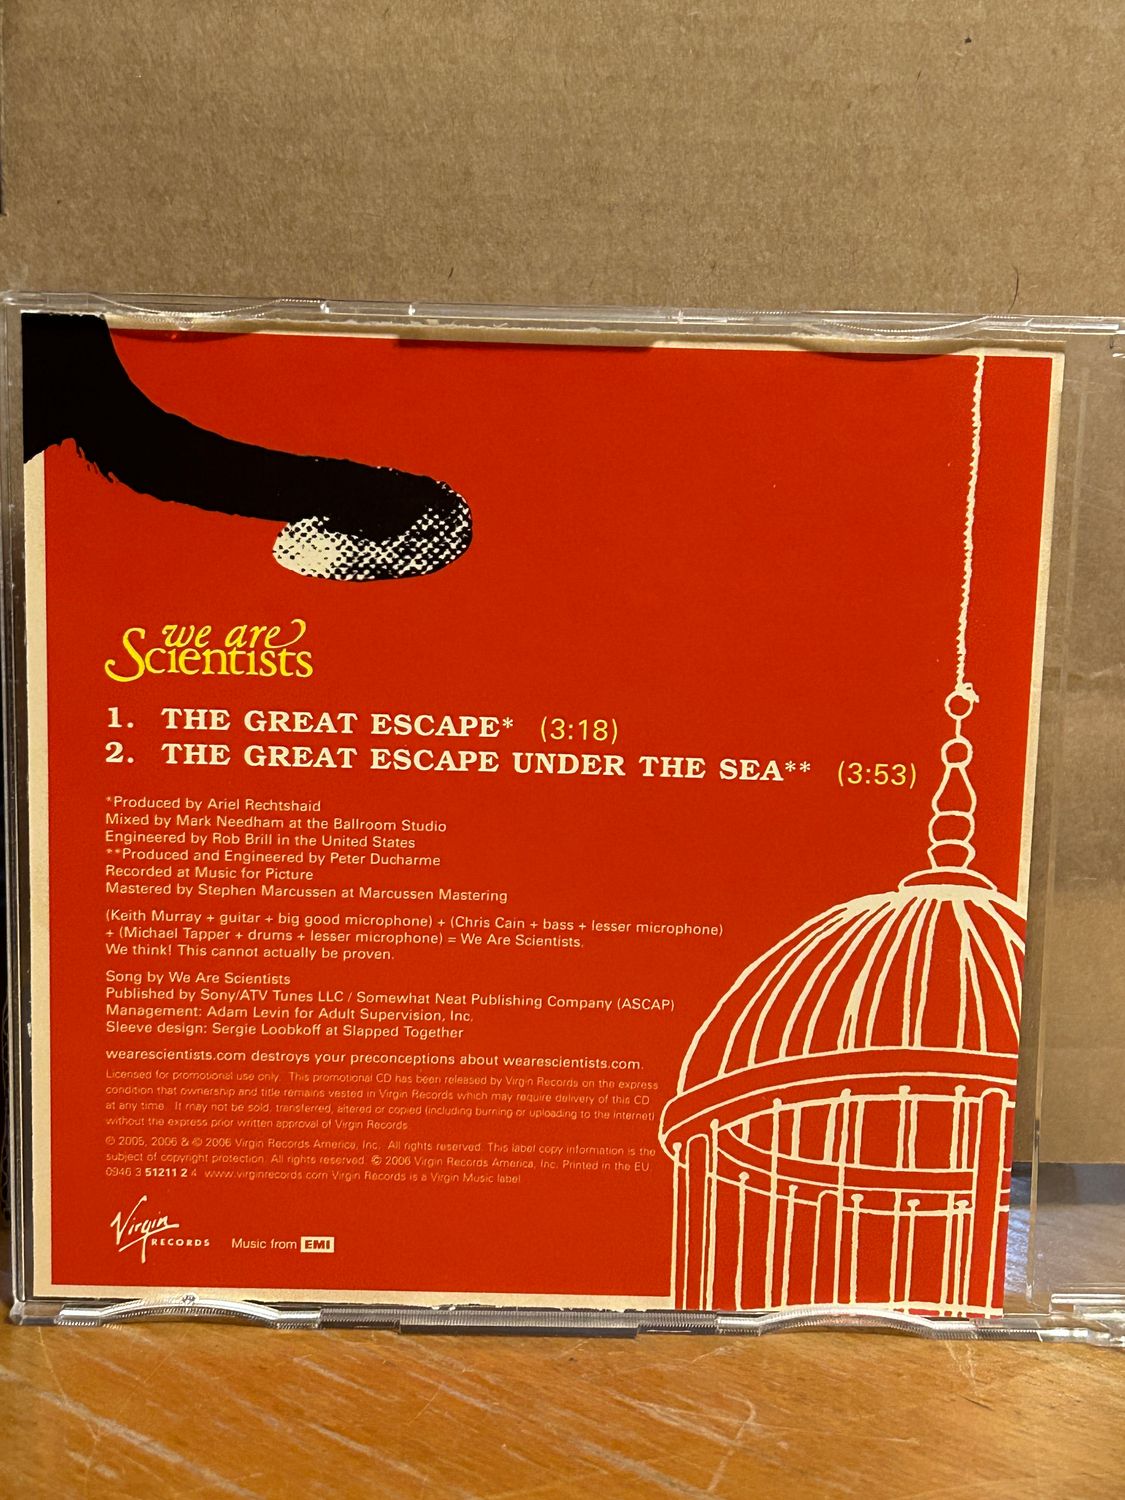 we are
Scientists
1. THE GREAT ESCAPE* (3:18)
2. THE GREAT ESCAPE UNDER THE SEA** (3:53)
*Produced by Ariel Rechtshaid
Mixed by Mark Needham at the Ballroom Studio
Engineered by Rob Brill in the United States
**Produced and Engineered by Peter Ducharme
Recorded at Music for Picture
Mastered by Stephen Marcussen at Marcussen Mastering
(Keith Murray + guitar + big good microphone) + (Chris Cain + bass + lesser microphone)
+ (Michael Tapper + drums + lesser microphone) = We Are Scientists.
We think! This cannot actually be proven.
Song by We Are Scientists
Published by Sony/ATV Tunes LLC / Somewhat Neat Publishing Company (ASCAP)
Management: Adam Levin for Adult Supervision, Inc.
Sleeve design: Sergie Loobkoff at Slapped Together
wearescientists.com destroys your preconceptions about wearescientists.com.
Licensed for promotional use only. This promotional CD has been released by Virgin Records on the express
condition that ownership and title remains vested in Virgin Records which may require delivery of this CD
at any time. It may not be sold, transferred, altered or copied (including burning or uploading to the internet)
without the express prior written approval of Virgin Records.
℗ 2005, 2006 & © 2006 Virgin Records America, Inc. All rights reserved. This label copy information is the
subject of copyright protection. All rights reserved. © 2006 Virgin Records America, Inc. Printed in the EU.
0946 3 51211 2 4 www.virginrecords.com Virgin Records is a Virgin Music label
Virgin
RECORDS
Music from EMI